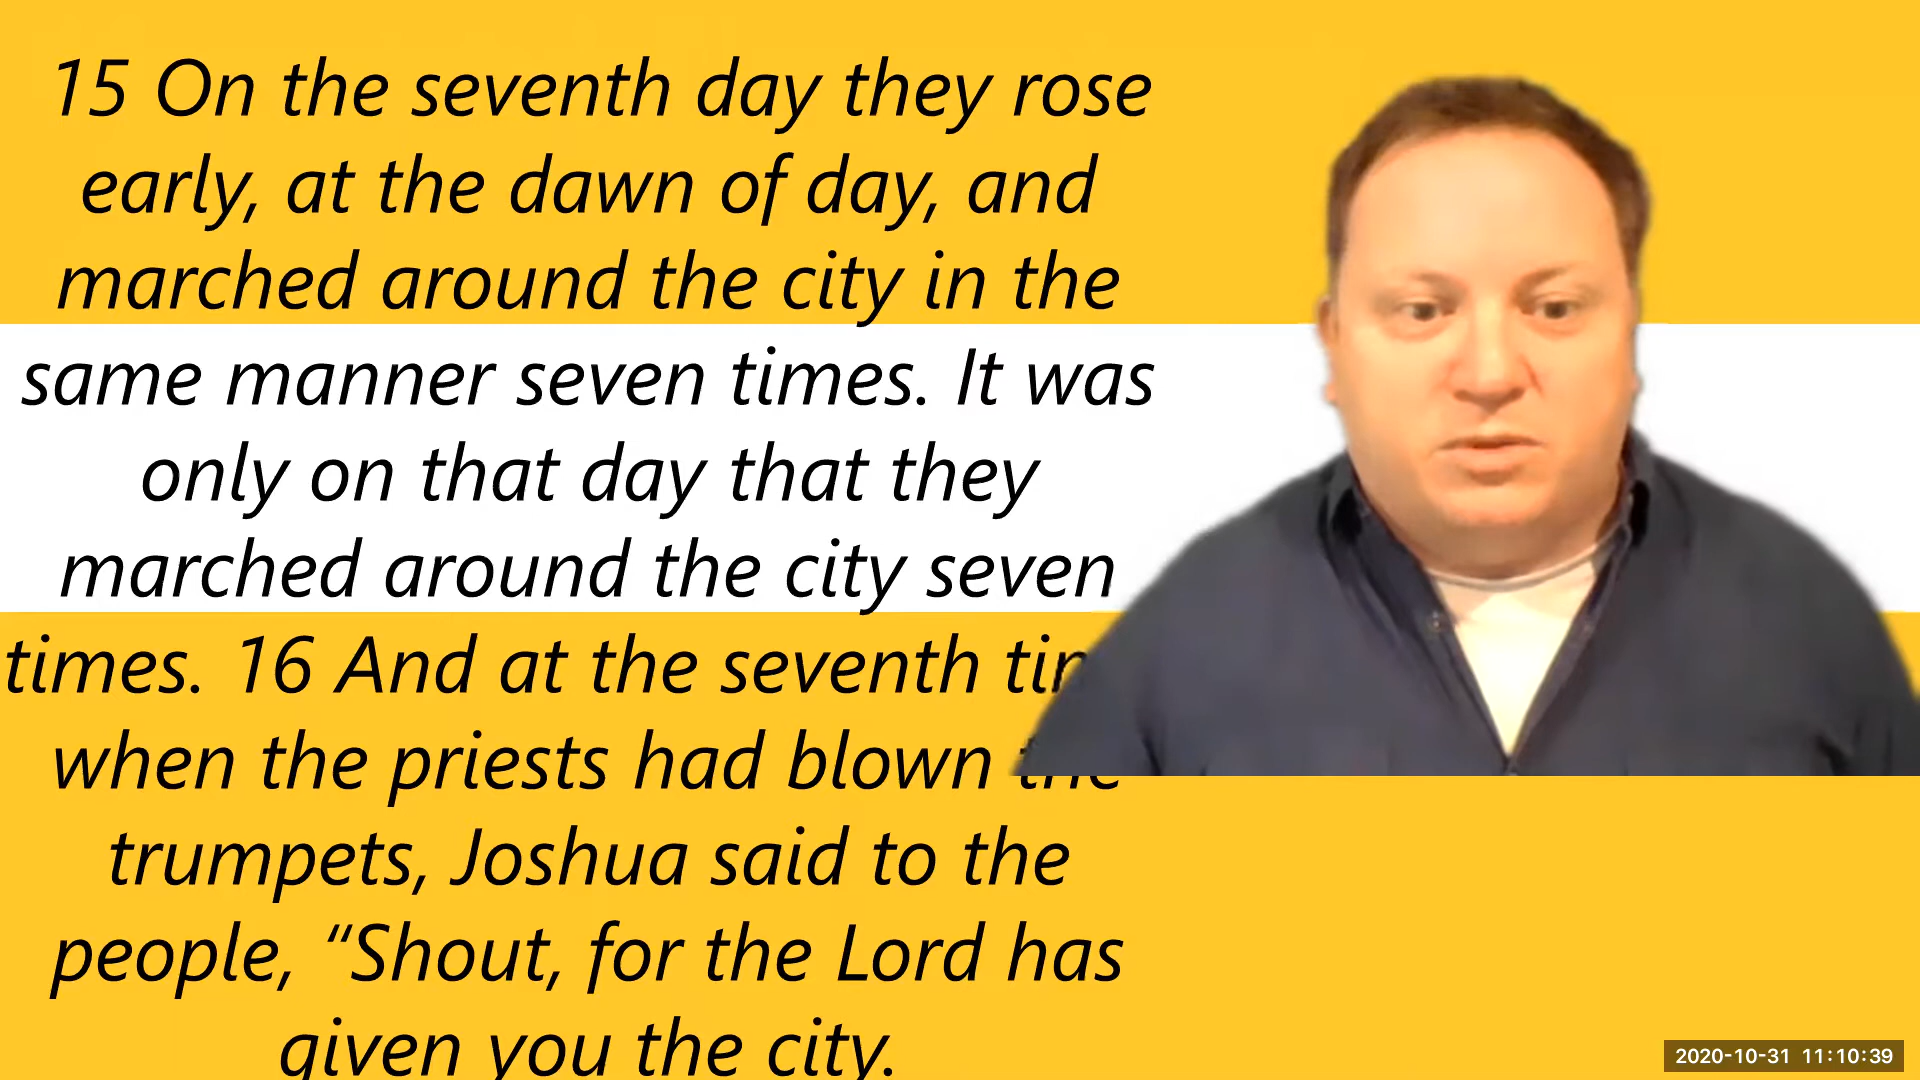 15 On the seventh day they rose
early, at the dawn of day, and
marched around the city in the
same manner seven times. It was
only on that day that they
marched around the city seven
times. 16 And at the seventh
when the priests had blown the
trumpets, Joshua said to the
people, “Shout, for the Lord has
given you the city.
2020-10-31 11:10:39